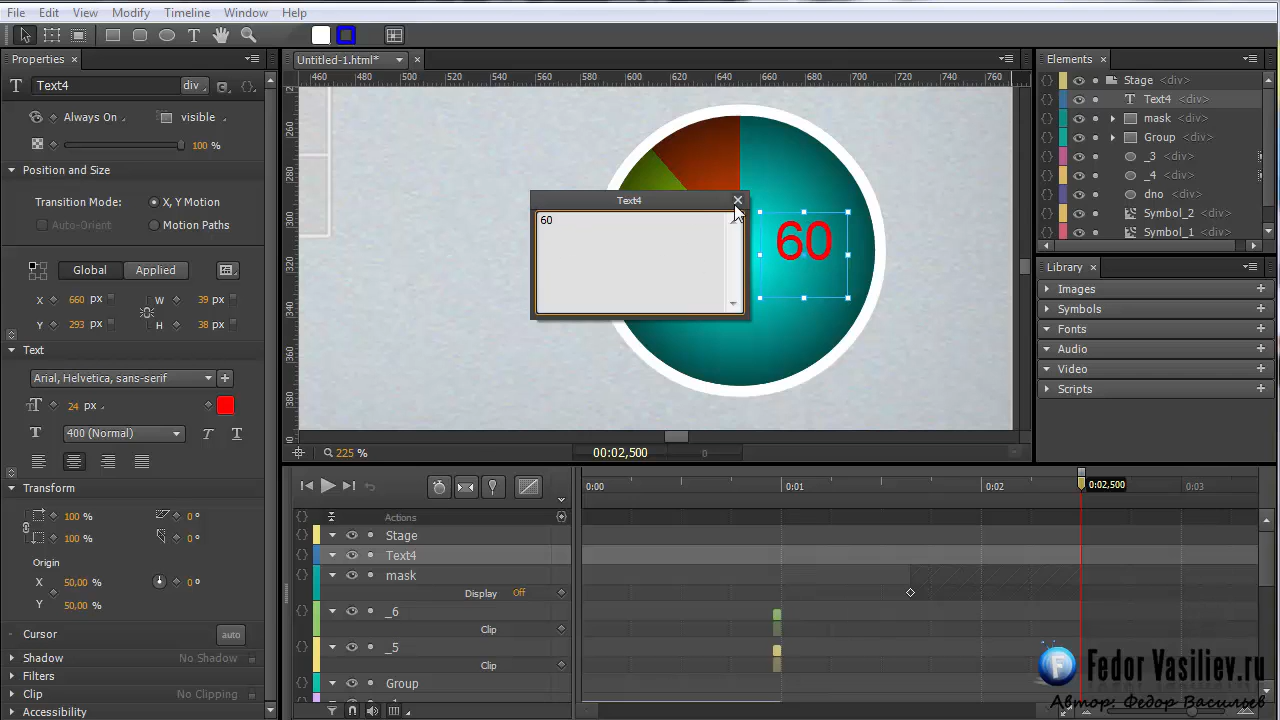 File Edit View Modify Timeline Window Help
Properties
Untitled-1.html*
Elements
460 480 500 520 540 560 580 600 620 640 660 680 700 720 740 760
Text4 div
Always On visible
100 %
Position and Size
Transition Mode: X, Y Motion
Auto-Orient Motion Paths
Global Applied
X 660 px W 39 px
Y 293 px H 38 px
Text
Arial, Helvetica, sans-serif
24 px
400 (Normal)
Transform
100 % 0 º
100 % 0 º
Origin
X 50,00 % 0 º
Y 50,00 %
Cursor auto
Shadow No Shadow
Filters
Clip No Clipping
Accessibility
260
280
300
320
340
360
380
Text4
60
60
225 % 00:02,500 0
Stage <div>
Text4 <div>
mask <div>
Group <div>
_3 <div>
_4 <div>
dno <div>
Symbol_2 <div>
Symbol_1 <div>
Library
Images
Symbols
Fonts
Audio
Video
Scripts
0:00 0:01 0:02 0:02,500 0:03
Actions
Stage
Text4
mask
Display Off
_6
Clip
_5
Clip
Group
Fedor Vasiliev.ru
Автор: Федор Васильев